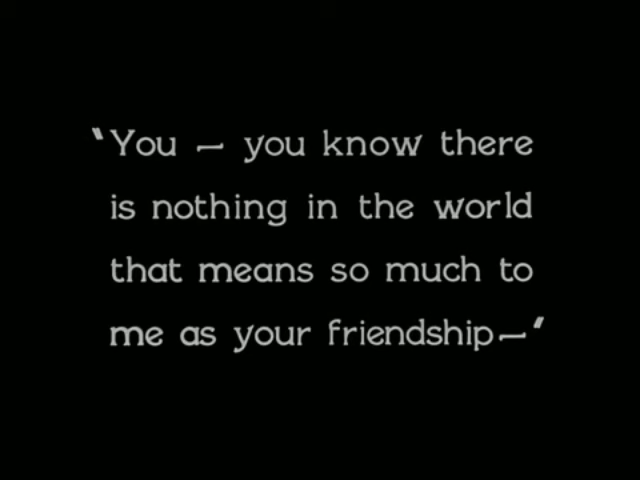 ‘You — you know there
is nothing in the world
that means so much to
me as your friendship—’